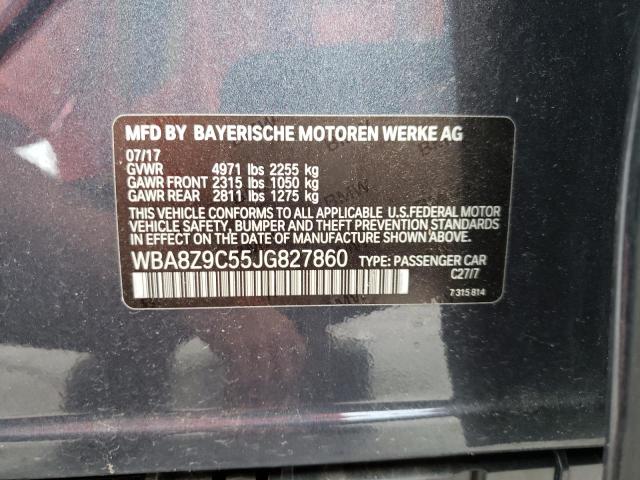 MFD BY BAYERISCHE MOTOREN WERKE AG
07/17
GVWR 4971 lbs 2255 kg
GAWR FRONT 2315 lbs 1050 kg
GAWR REAR 2811 lbs 1275 kg
THIS VEHICLE CONFORMS TO ALL APPLICABLE U.S.FEDERAL MOTOR
VEHICLE SAFETY, BUMPER AND THEFT PREVENTION STANDARDS
IN EFFECT ON THE DATE OF MANUFACTURE SHOWN ABOVE.
WBA8Z9C55JG827860 TYPE: PASSENGER CAR
C27/7
7 315 814